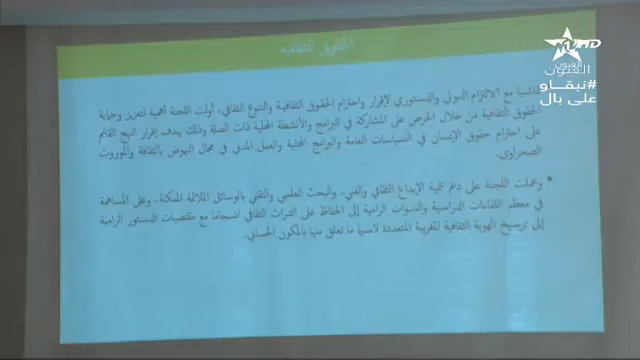 الحقوق الثقافية
تماشيا مع الالتزام الدولي والدستوري لإقرار واحترام الحقوق الثقافية والتنوع الثقافي، أولت اللجنة أهمية لتعزيز وحماية
الحقوق الثقافية من خلال الحرص على المشاركة في البرامج والأنشطة المحلية ذات الصلة وذلك بهدف إقرار النهج القائم
على احترام حقوق الإنسان في السياسات العامة والبرامج المحلية والعمل المدني في مجال النهوض بالثقافة والموروث
الصحراوي.
• وعملت اللجنة على دعم تنمية الإبداع الثقافي والفني، والبحث العلمي والتقني بالوسائل الملائمة الممكنة، وعلى المساهمة
في معظم اللقاءات الدراسية والندوات الرامية إلى الحفاظ على التراث الثقافي انسجاما مع مقتضيات الدستور الرامية
إلى ترسيخ الهوية الثقافية المغربية المتعددة لاسيما ما تعلق منها بالمكون الحساني.
HD
العيون
العيون
#نبقاو
على بال